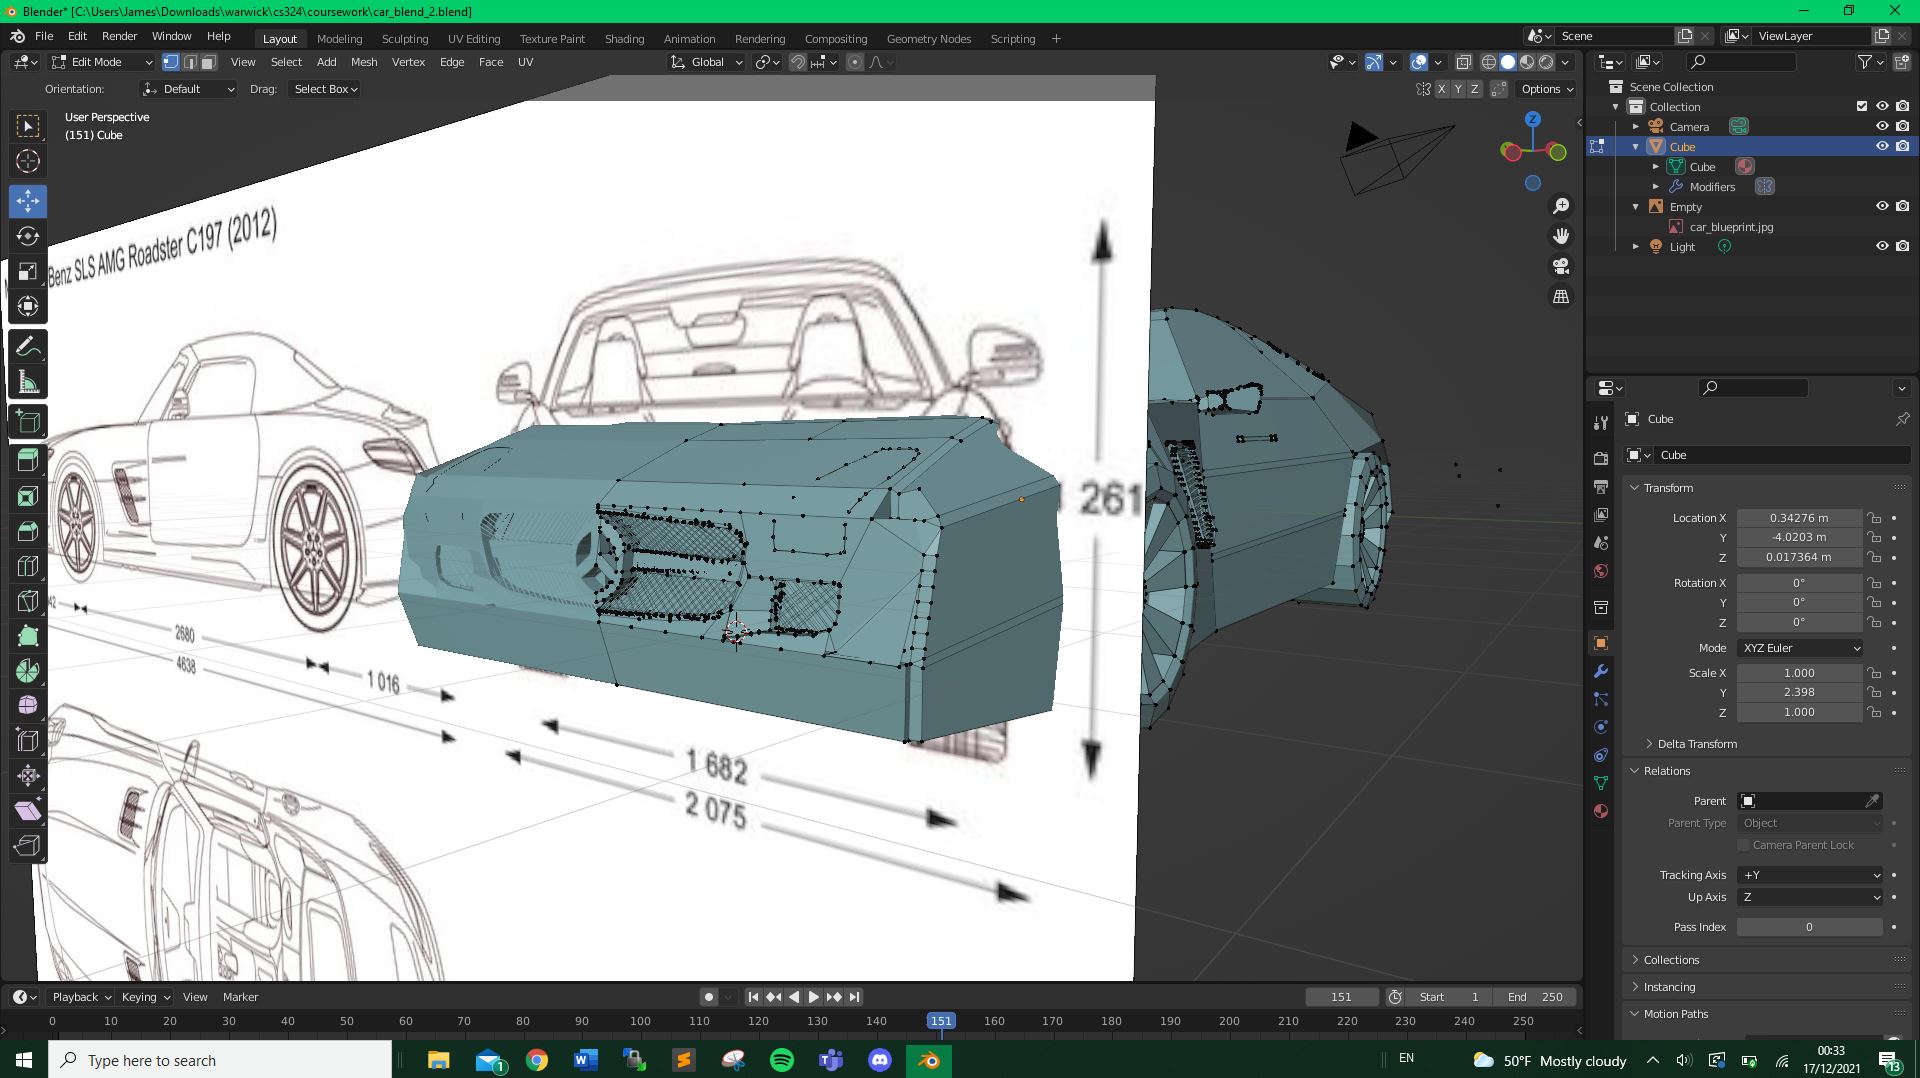 Blender* [C:\Users\James\Downloads\warwick\cs324\coursework\car_blend_2.blend]
File Edit Render Window Help
Layout Modeling Sculpting UV Editing Texture Paint Shading Animation Rendering Compositing Geometry Nodes Scripting +
Scene
ViewLayer
Edit Mode
View Select Add Mesh Vertex Edge Face UV
Global
Orientation: Default Drag: Select Box
X Y Z
Options
User Perspective
(151) Cube
Benz SLS AMG Roadster C197 (2012)
1 261
2680
4638
1 016
1 682
2 075
Z
Scene Collection
Collection
Camera
Cube
Cube
Modifiers
Empty
car_blueprint.jpg
Light
Cube
Cube
Transform
Location X 0.34276 m
Y -4.0203 m
Z 0.017364 m
Rotation X 0°
Y 0°
Z 0°
Mode XYZ Euler
Scale X 1.000
Y 2.398
Z 1.000
Delta Transform
Relations
Parent
Parent Type Object
Camera Parent Lock
Tracking Axis +Y
Up Axis Z
Pass Index 0
Collections
Instancing
Motion Paths
Playback Keying View Marker
151
Start 1
End 250
0 10 20 30 40 50 60 70 80 90 100 110 120 130 140 151 160 170 180 190 200 210 220 230 240 250
Type here to search
1
EN
50°F Mostly cloudy
00:33
17/12/2021
13